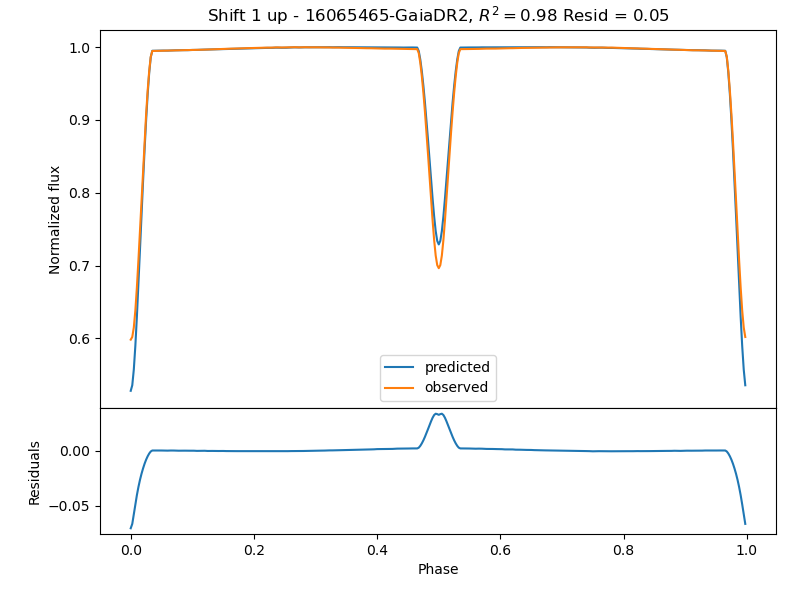 Shift 1 up - 16065465-GaiaDR2, R² = 0.98 Resid = 0.05
1.0
0.9
0.8
0.7
0.6
Normalized flux
predicted
observed
0.00
−0.05
Residuals
0.0 0.2 0.4 0.6 0.8 1.0
Phase